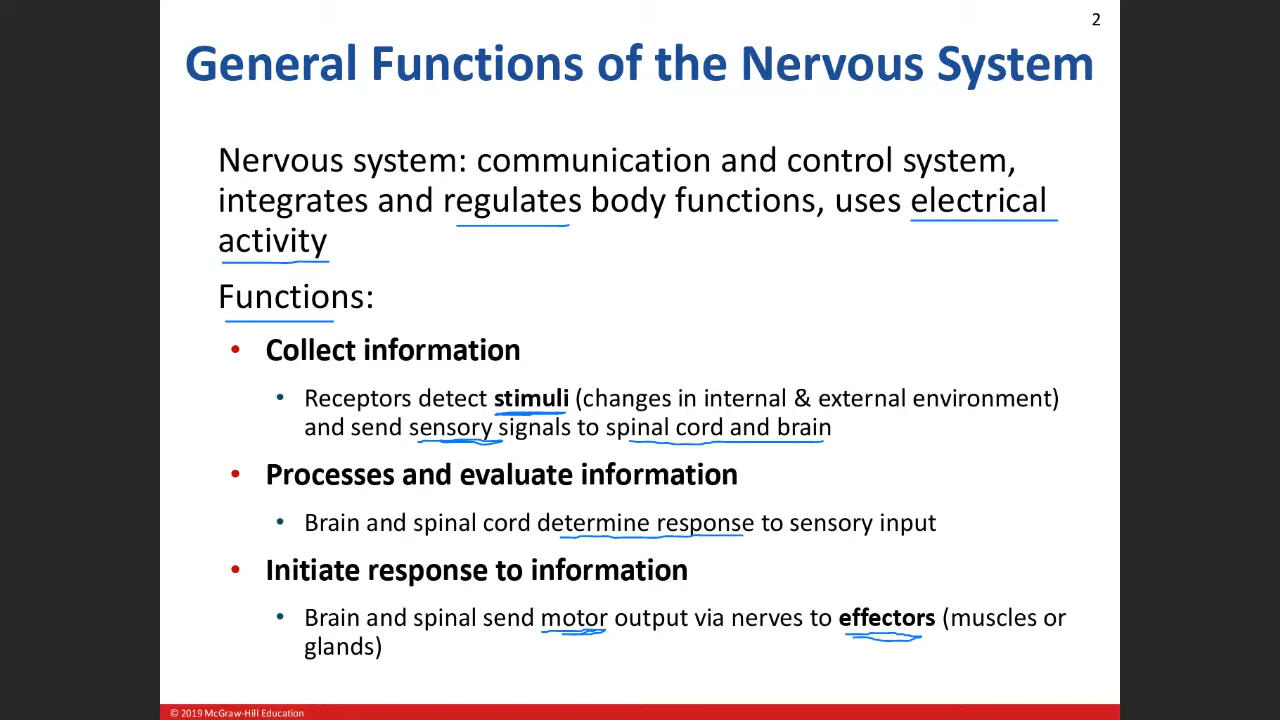 2
General Functions of the Nervous System
Nervous system: communication and control system,
integrates and regulates body functions, uses electrical
activity
Functions:
• Collect information
• Receptors detect stimuli (changes in internal & external environment)
and send sensory signals to spinal cord and brain
• Processes and evaluate information
• Brain and spinal cord determine response to sensory input
• Initiate response to information
• Brain and spinal send motor output via nerves to effectors (muscles or
glands)
© 2019 McGraw-Hill Education